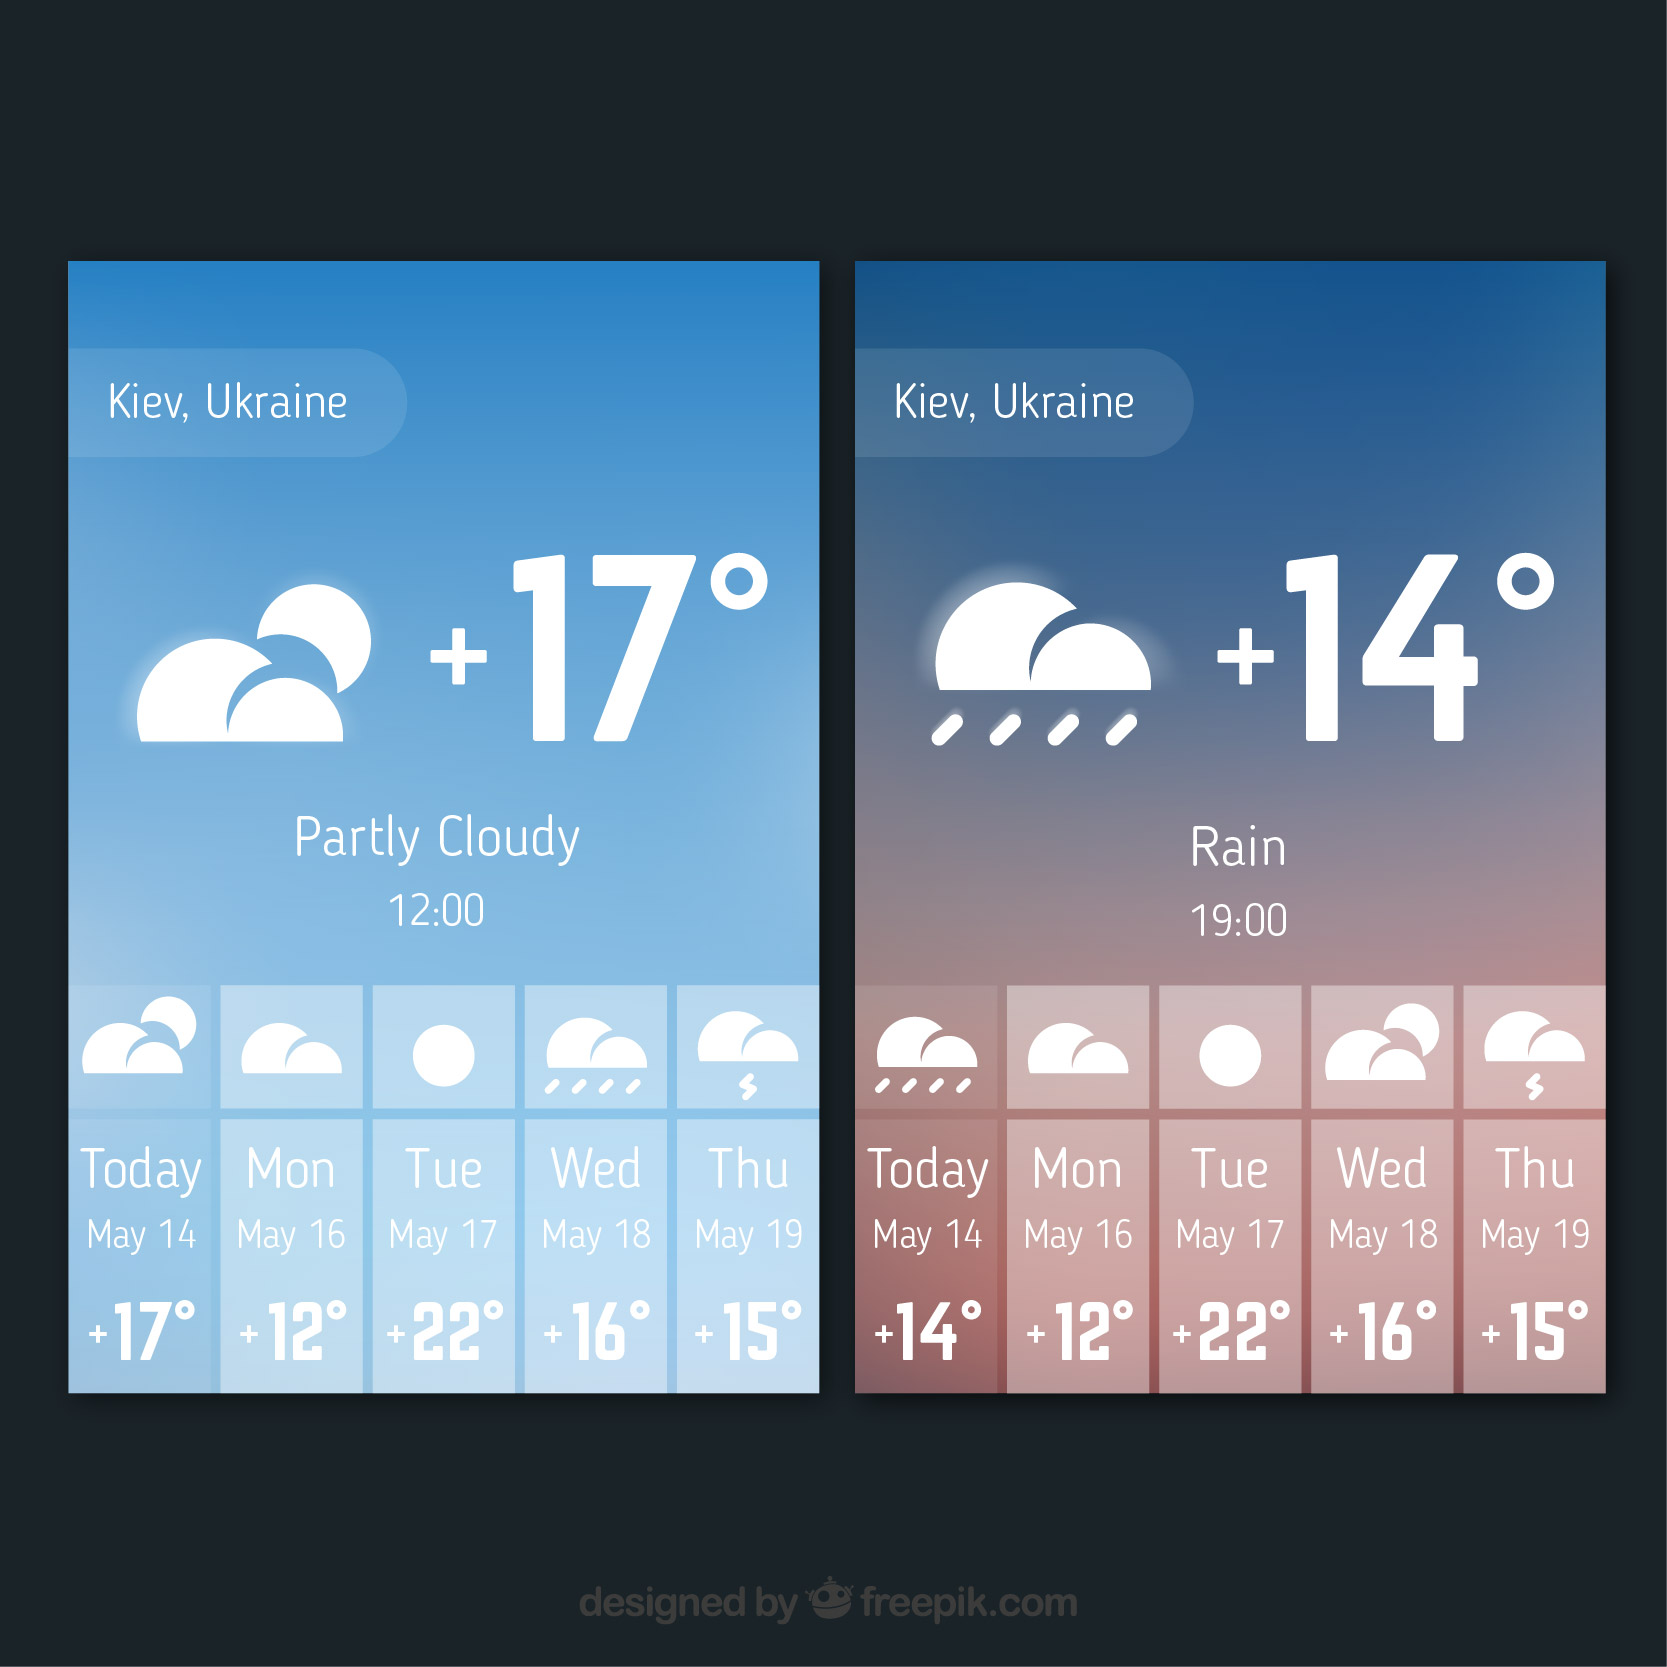 Kiev, Ukraine
+17°
Partly Cloudy
12:00
Today Mon Tue Wed Thu
May 14 May 16 May 17 May 18 May 19
+17° +12° +22° +16° +15°
Kiev, Ukraine
+14°
Rain
19:00
Today Mon Tue Wed Thu
May 14 May 16 May 17 May 18 May 19
+14° +12° +22° +16° +15°
designed by freepik.com